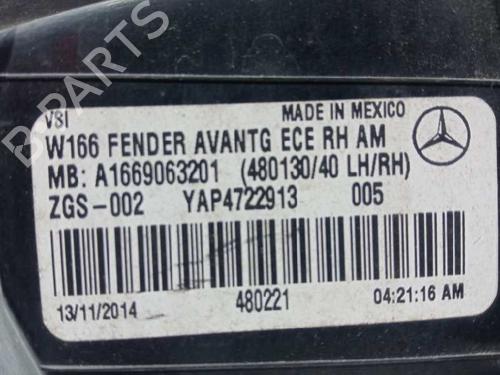 B-PARTS
V8I MADE IN MEXICO
W166 FENDER AVANTG ECE RH AM
MB: A1669063201 (480130/40 LH/RH)
ZGS-002 YAP4722913 005
13/11/2014 480221 04:21:16 AM